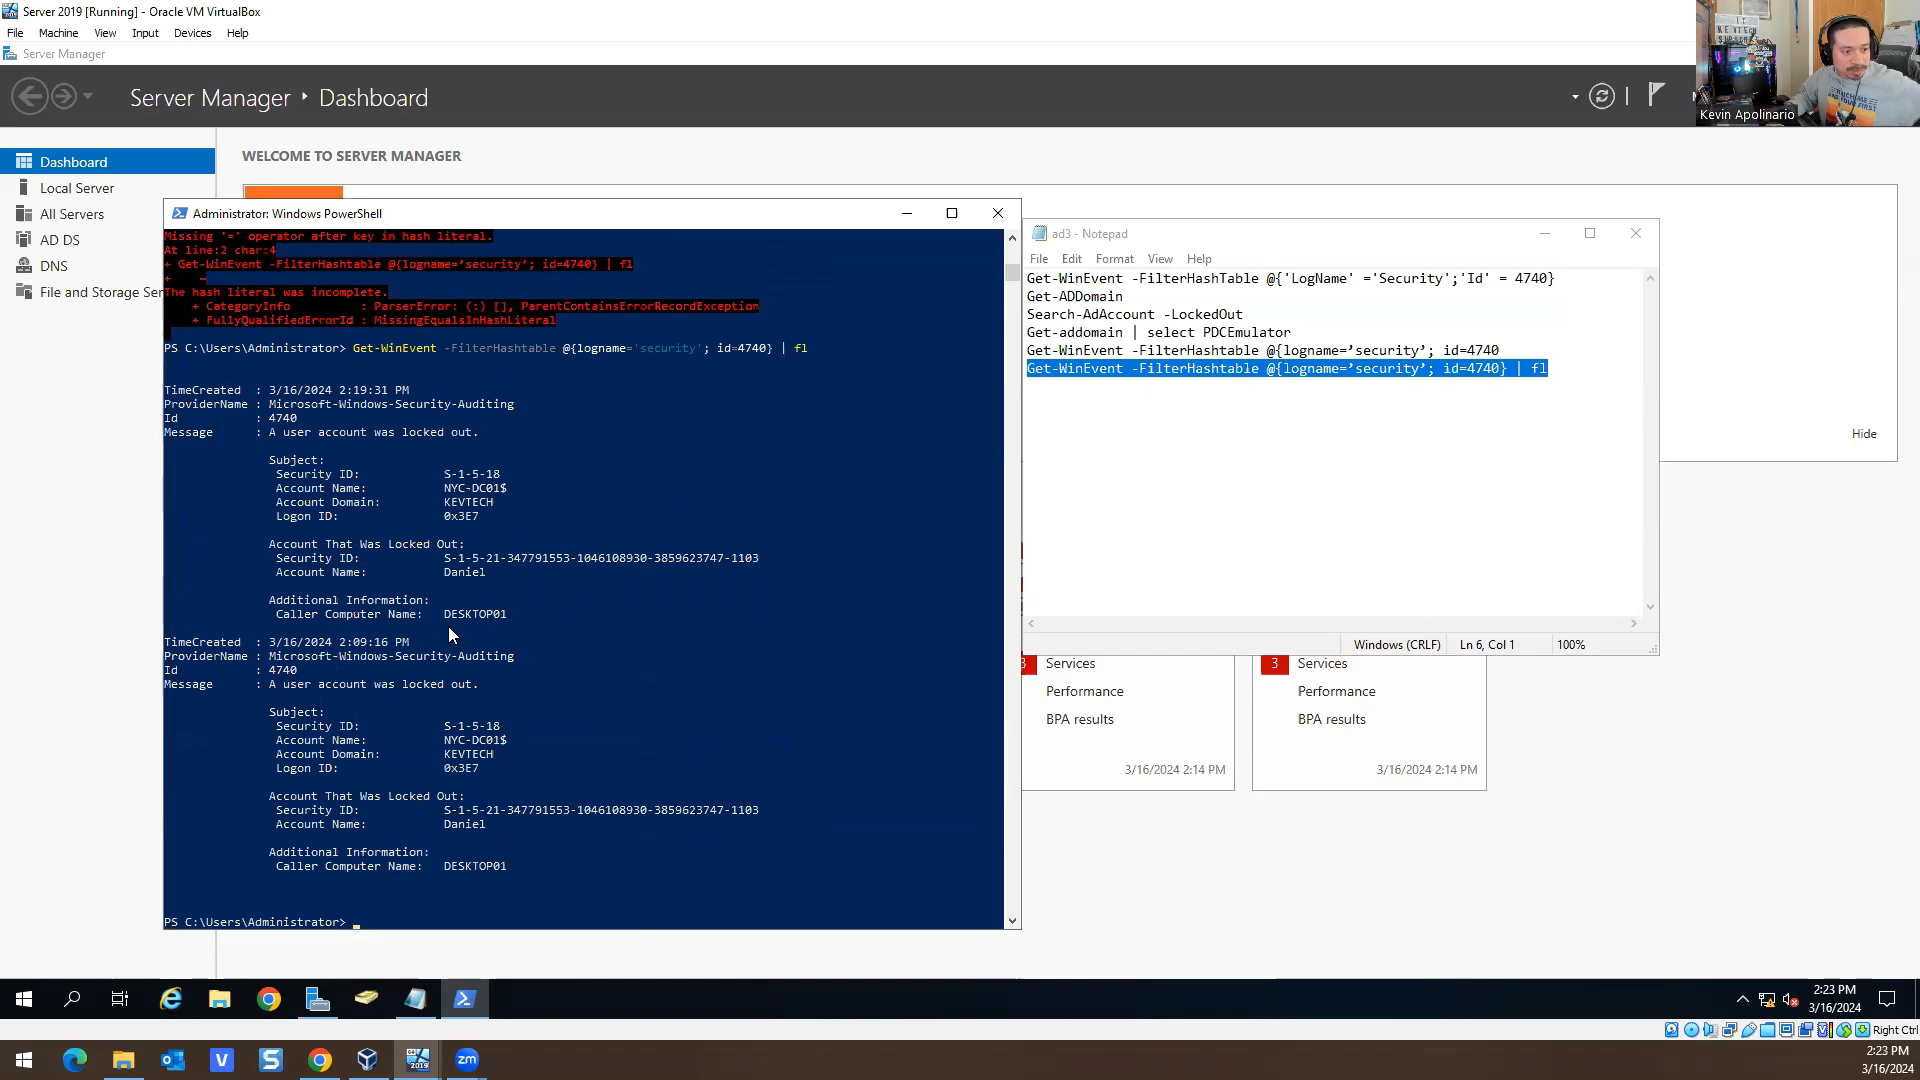 Server 2019 [Running] - Oracle VM VirtualBox
File Machine View Input Devices Help
Server Manager
Server Manager ‣ Dashboard
Kevin Apolinario
WELCOME TO SERVER MANAGER
Dashboard
Local Server
All Servers
AD DS
DNS
File and Storage Ser
Administrator: Windows PowerShell
Missing '=' operator after key in hash literal.
At line:2 char:4
+ Get-WinEvent -FilterHashtable @{logname=’security’; id=4740} | fl
+    ~
The hash literal was incomplete.
    + CategoryInfo          : ParserError: (:) [], ParentContainsErrorRecordException
    + FullyQualifiedErrorId : MissingEqualsInHashLiteral
PS C:\Users\Administrator> Get-WinEvent -FilterHashtable @{logname='security'; id=4740} | fl
TimeCreated  : 3/16/2024 2:19:31 PM
ProviderName : Microsoft-Windows-Security-Auditing
Id           : 4740
Message      : A user account was locked out.
Subject:
Security ID: S-1-5-18
Account Name: NYC-DC01$
Account Domain: KEVTECH
Logon ID: 0x3E7
Account That Was Locked Out:
Security ID: S-1-5-21-347791553-1046108930-3859623747-1103
Account Name: Daniel
Additional Information:
Caller Computer Name: DESKTOP01
TimeCreated  : 3/16/2024 2:09:16 PM
ProviderName : Microsoft-Windows-Security-Auditing
Id           : 4740
Message      : A user account was locked out.
Subject:
Security ID: S-1-5-18
Account Name: NYC-DC01$
Account Domain: KEVTECH
Logon ID: 0x3E7
Account That Was Locked Out:
Security ID: S-1-5-21-347791553-1046108930-3859623747-1103
Account Name: Daniel
Additional Information:
Caller Computer Name: DESKTOP01
PS C:\Users\Administrator> _
ad3 - Notepad
File Edit Format View Help
Get-WinEvent -FilterHashTable @{'LogName' ='Security';'Id' = 4740}
Get-ADDomain
Search-AdAccount -LockedOut
Get-addomain | select PDCEmulator
Get-WinEvent -FilterHashtable @{logname=’security’; id=4740
Get-WinEvent -FilterHashtable @{logname=’security’; id=4740} | fl
Windows (CRLF) Ln 6, Col 1 100%
Hide
3 Services
Performance
BPA results
3/16/2024 2:14 PM
3 Services
Performance
BPA results
3/16/2024 2:14 PM
2:23 PM
3/16/2024
Right Ctrl
2:23 PM
3/16/2024